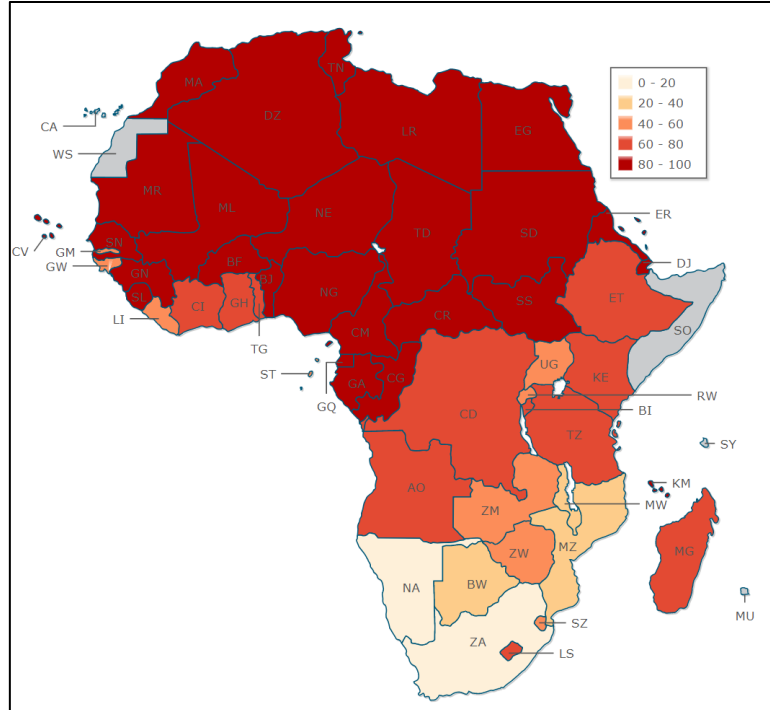 0 - 20
20 - 40
40 - 60
60 - 80
80 - 100
MA
TN
DZ
LR
EG
CA
WS
MR
ML
NE
TD
SD
ER
CV
SN
GM
GW
GN
BF
BJ
DJ
SL
CI
GH
NG
SS
ET
LI
TG
CM
CR
SO
ST
GA
CG
UG
KE
GQ
CD
RW
BI
TZ
SY
AO
KM
MW
ZM
MZ
MG
ZW
NA
BW
MU
SZ
ZA
LS